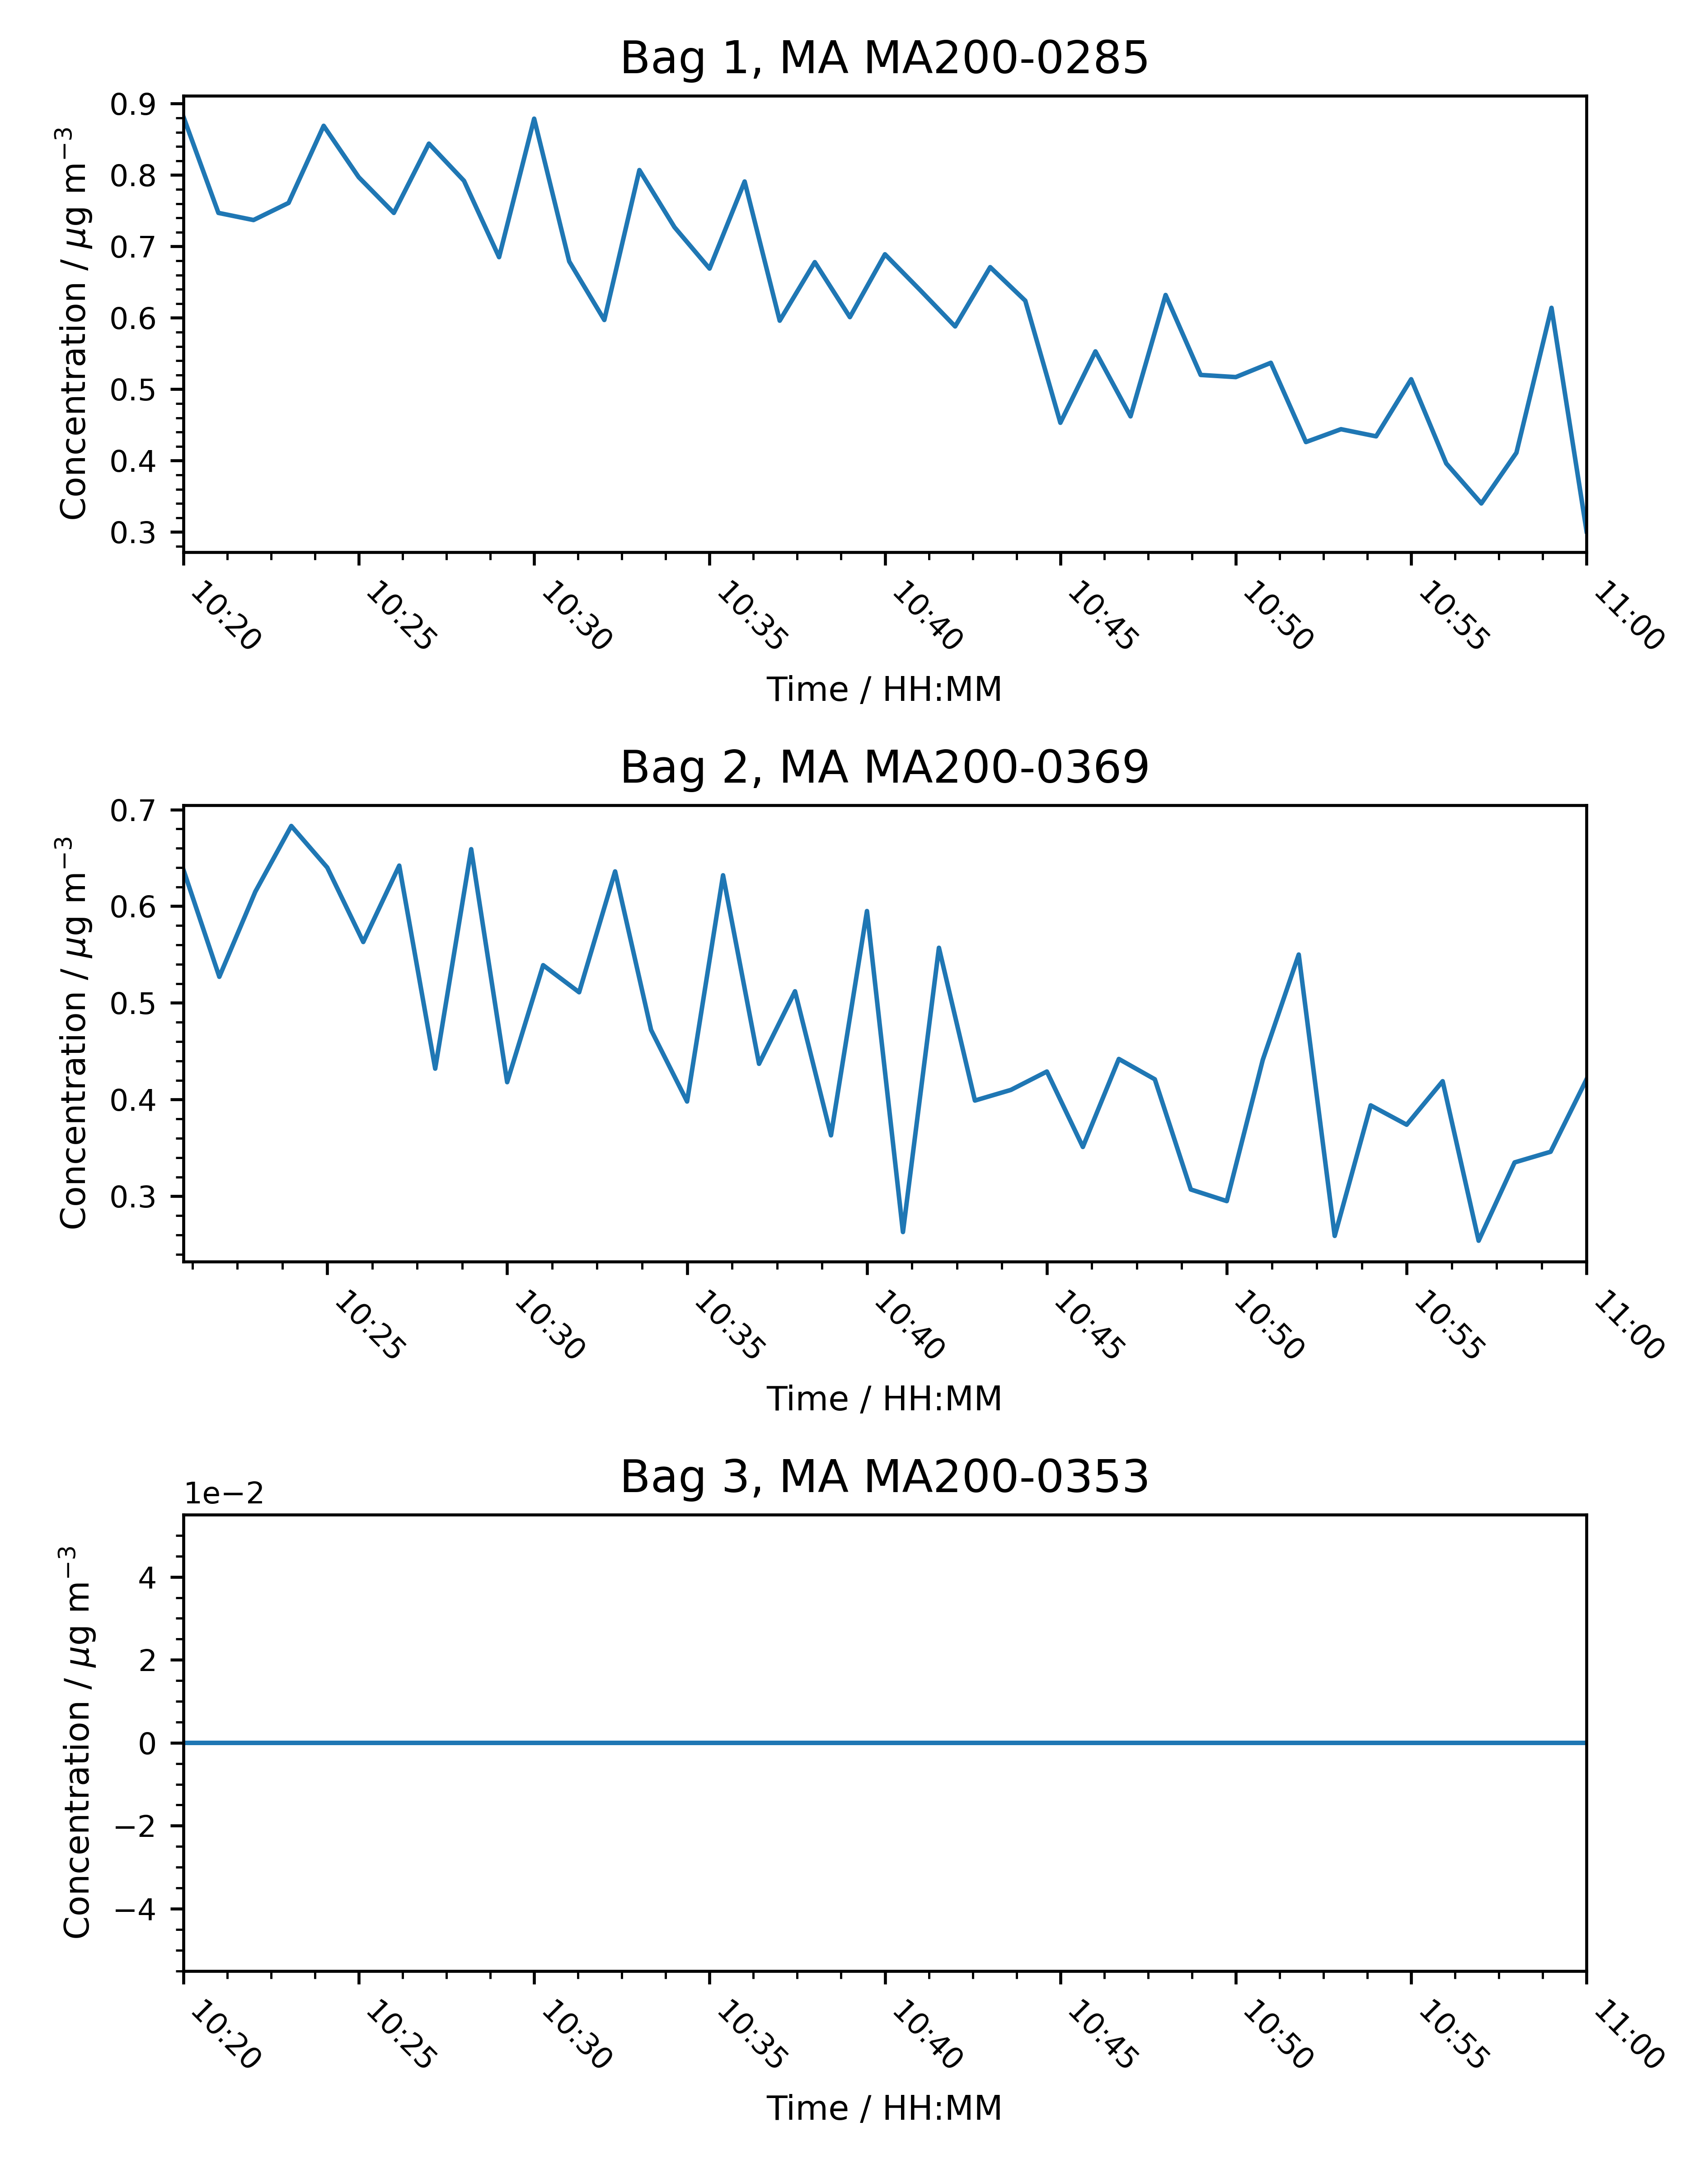 Bag 1, MA MA200-0285
Concentration / μg m⁻³
0.9
0.8
0.7
0.6
0.5
0.4
0.3
10:20 10:25 10:30 10:35 10:40 10:45 10:50 10:55 11:00
Time / HH:MM
Bag 2, MA MA200-0369
Concentration / μg m⁻³
0.7
0.6
0.5
0.4
0.3
10:25 10:30 10:35 10:40 10:45 10:50 10:55 11:00
Time / HH:MM
Bag 3, MA MA200-0353
1e−2
Concentration / μg m⁻³
4
2
0
−2
−4
10:20 10:25 10:30 10:35 10:40 10:45 10:50 10:55 11:00
Time / HH:MM